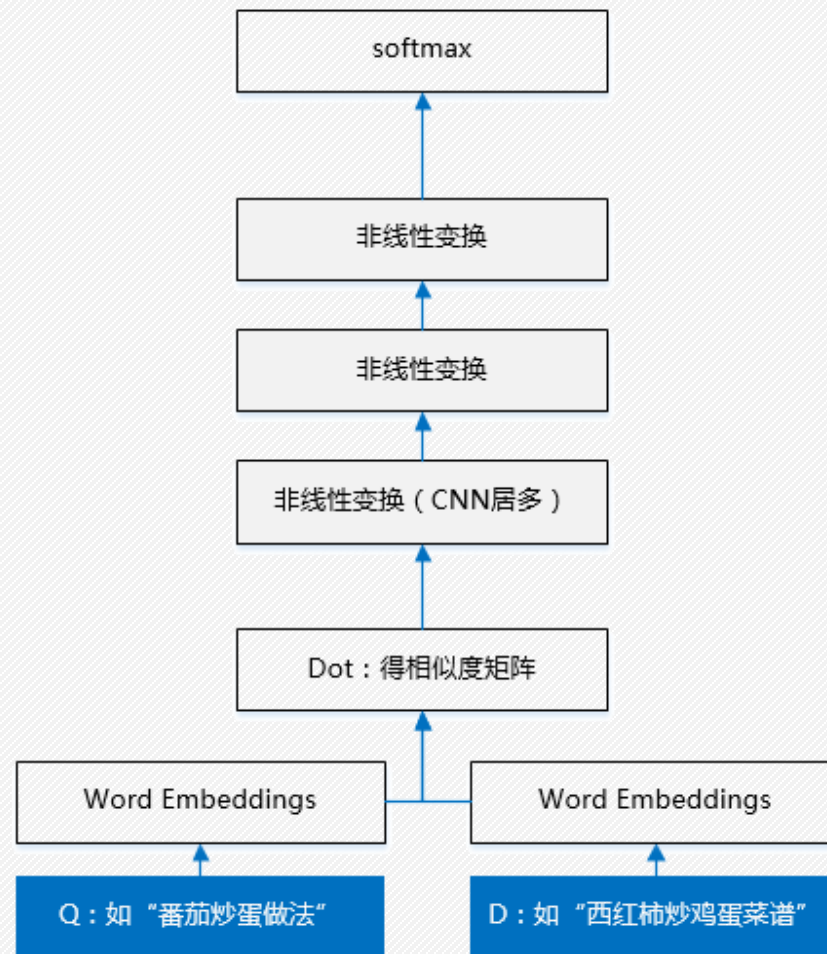 softmax
非线性变换
非线性变换
非线性变换（CNN居多）
Dot：得相似度矩阵
Word Embeddings
Word Embeddings
Q：如“番茄炒蛋做法”
D：如“西红柿炒鸡蛋菜谱”